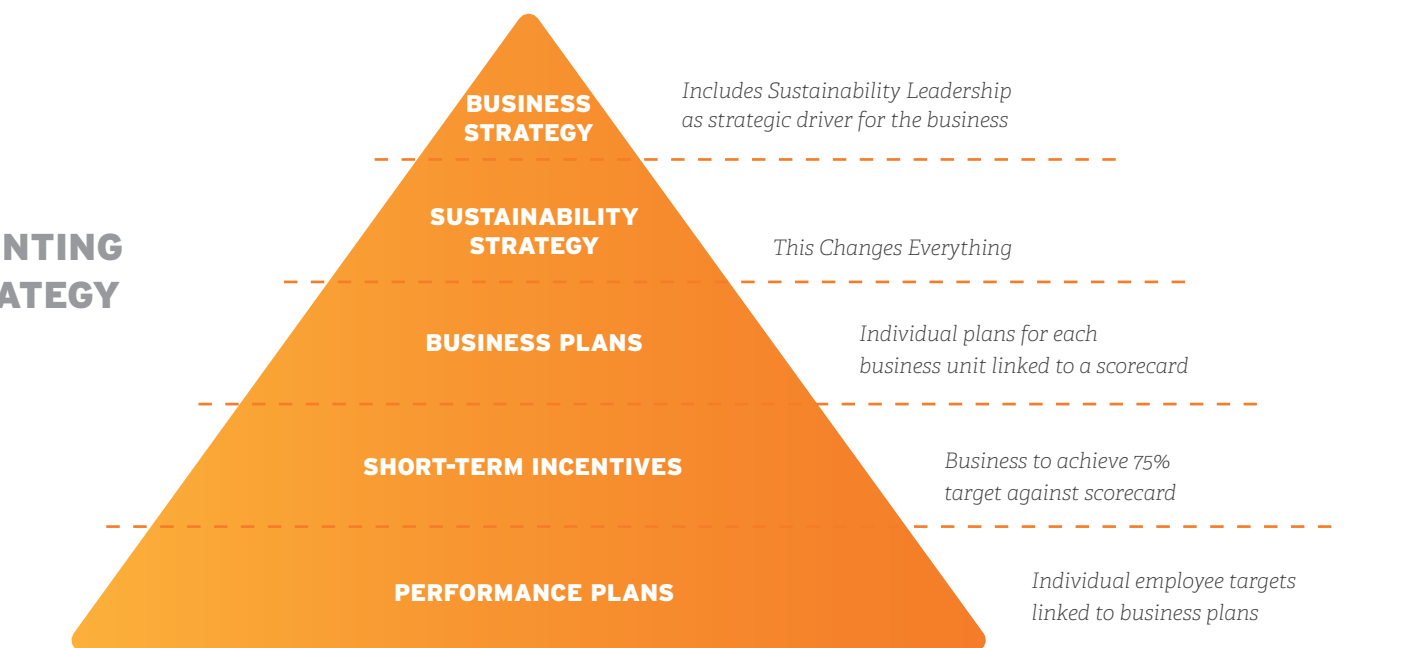 BUSINESS
STRATEGY
Includes Sustainability Leadership
as strategic driver for the business
NTING
ATEGY
SUSTAINABILITY
STRATEGY
This Changes Everything
BUSINESS PLANS
Individual plans for each
business unit linked to a scorecard
SHORT-TERM INCENTIVES
Business to achieve 75%
target against scorecard
PERFORMANCE PLANS
Individual employee targets
linked to business plans